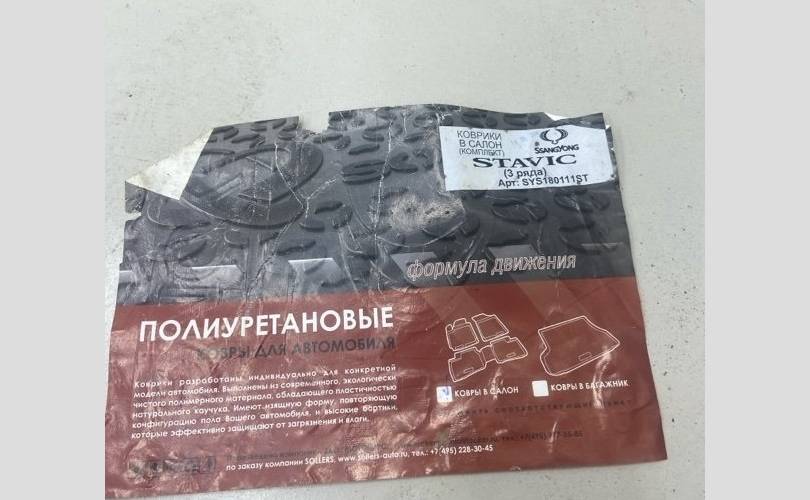 КОВРИКИ
В САЛОН
(КОМПЛЕКТ)
SSANGYONG
STAVIC
(3 ряда)
Арт: SYS180111ST
формула движения
ПОЛИУРЕТАНОВЫЕ
КОВРЫ ДЛЯ АВТОМОБИЛЯ
Коврики разработаны индивидуально для конкретной
модели автомобиля. Выполнены из современного, экологически
чистого полимерного материала, обладающего пластичностью
натурального каучука. Имеют изящную форму, повторяющую
конфигурацию пола Вашего автомобиля, и высокие бортики,
которые эффективно защищают от загрязнения и влаги.
КОВРЫ В САЛОН
КОВРЫ В БАГАЖНИК
по заказу компании SOLLERS, www.sollers-auto.ru, тел.: +7 (495) 228-30-45